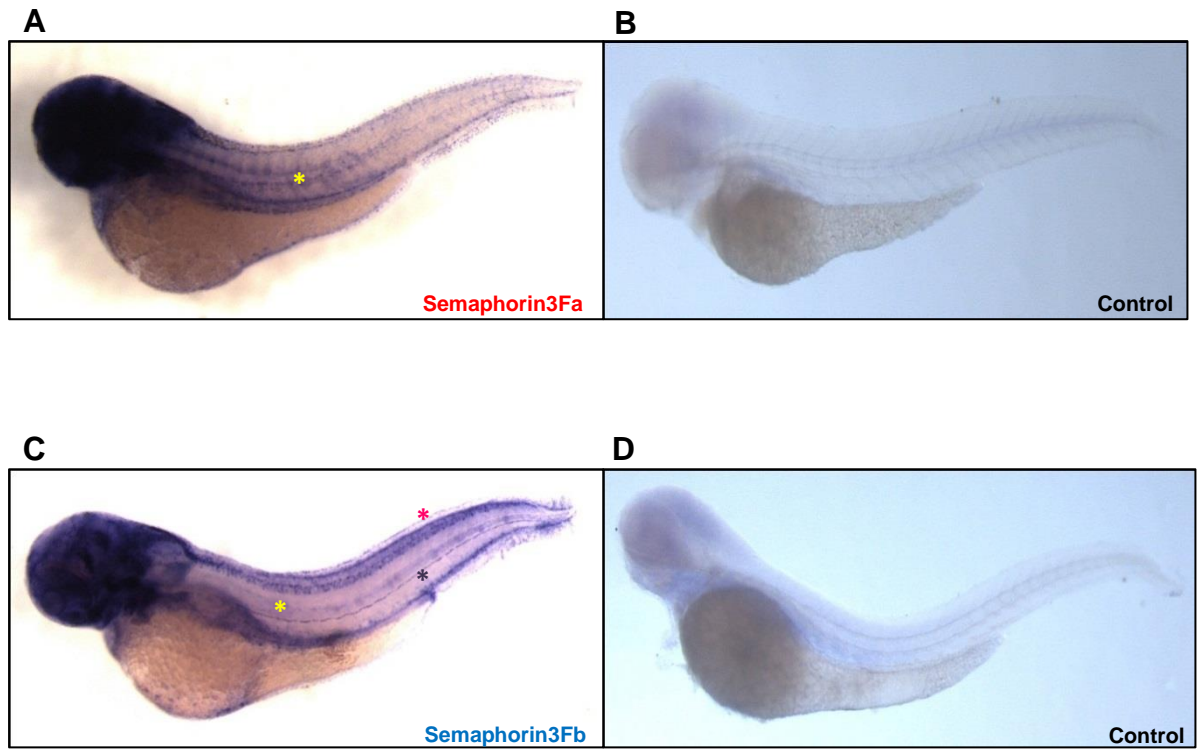 A
B
*
Semaphorin3Fa
Control
C
D
*
*
*
Semaphorin3Fb
Control